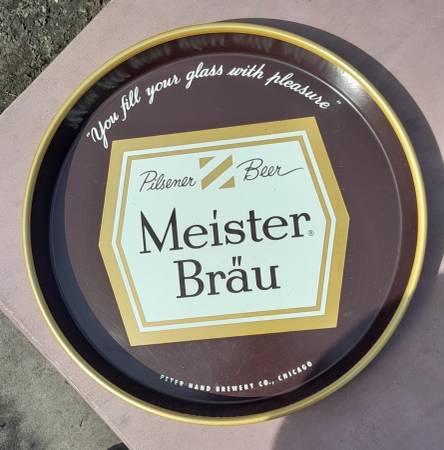 "You fill your glass with pleasure"
Pilsener Beer
Meister®
Bräu
PETER HAND BREWERY CO., CHICAGO